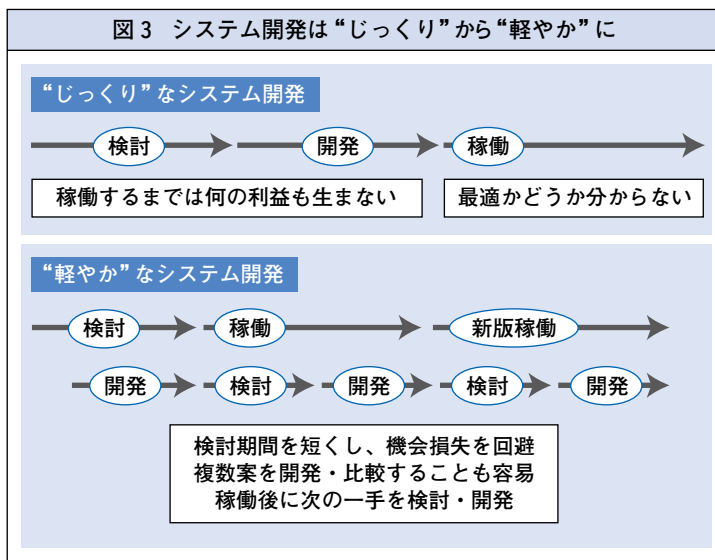 図3 システム開発は“じっくり”から“軽やか”に
“じっくり”なシステム開発
検討 開発 稼働
稼働するまでは何の利益も生まない 最適かどうか分からない
“軽やか”なシステム開発
検討 稼働 新版稼働
開発 検討 開発 検討 開発
検討期間を短くし、機会損失を回避
複数案を開発・比較することも容易
稼働後に次の一手を検討・開発